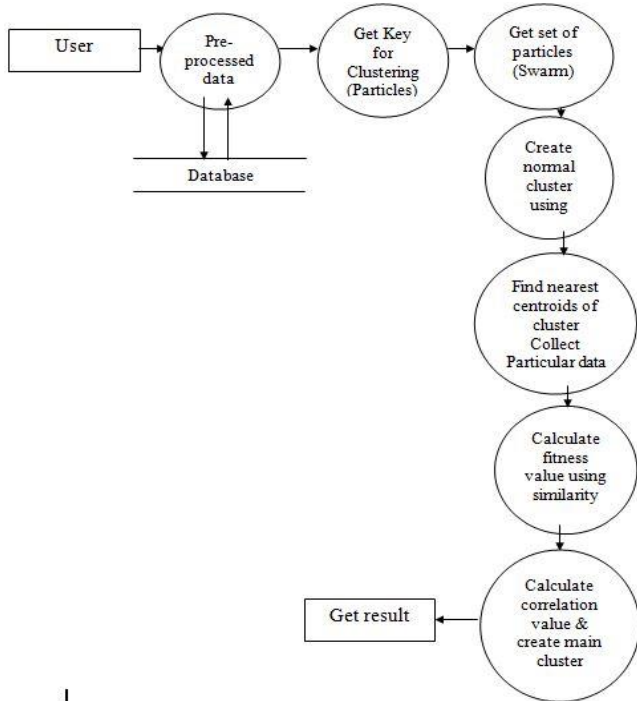 User
Pre-
processed
data
Get Key
for
Clustering
(Particles)
Get set of
particles
(Swarm)
Database
Create
normal
cluster
using
Find nearest
centroids of
cluster
Collect
Particular data
Calculate
fitness
value using
similarity
Calculate
correlation
value &
create main
cluster
Get result